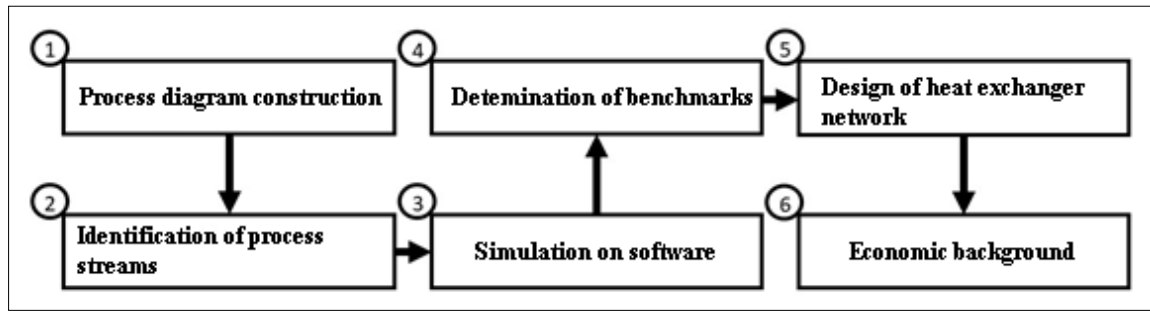 1
Process diagram construction
2
Identification of process
streams
3
Simulation on software
4
Detemination of benchmarks
5
Design of heat exchanger
network
6
Economic background